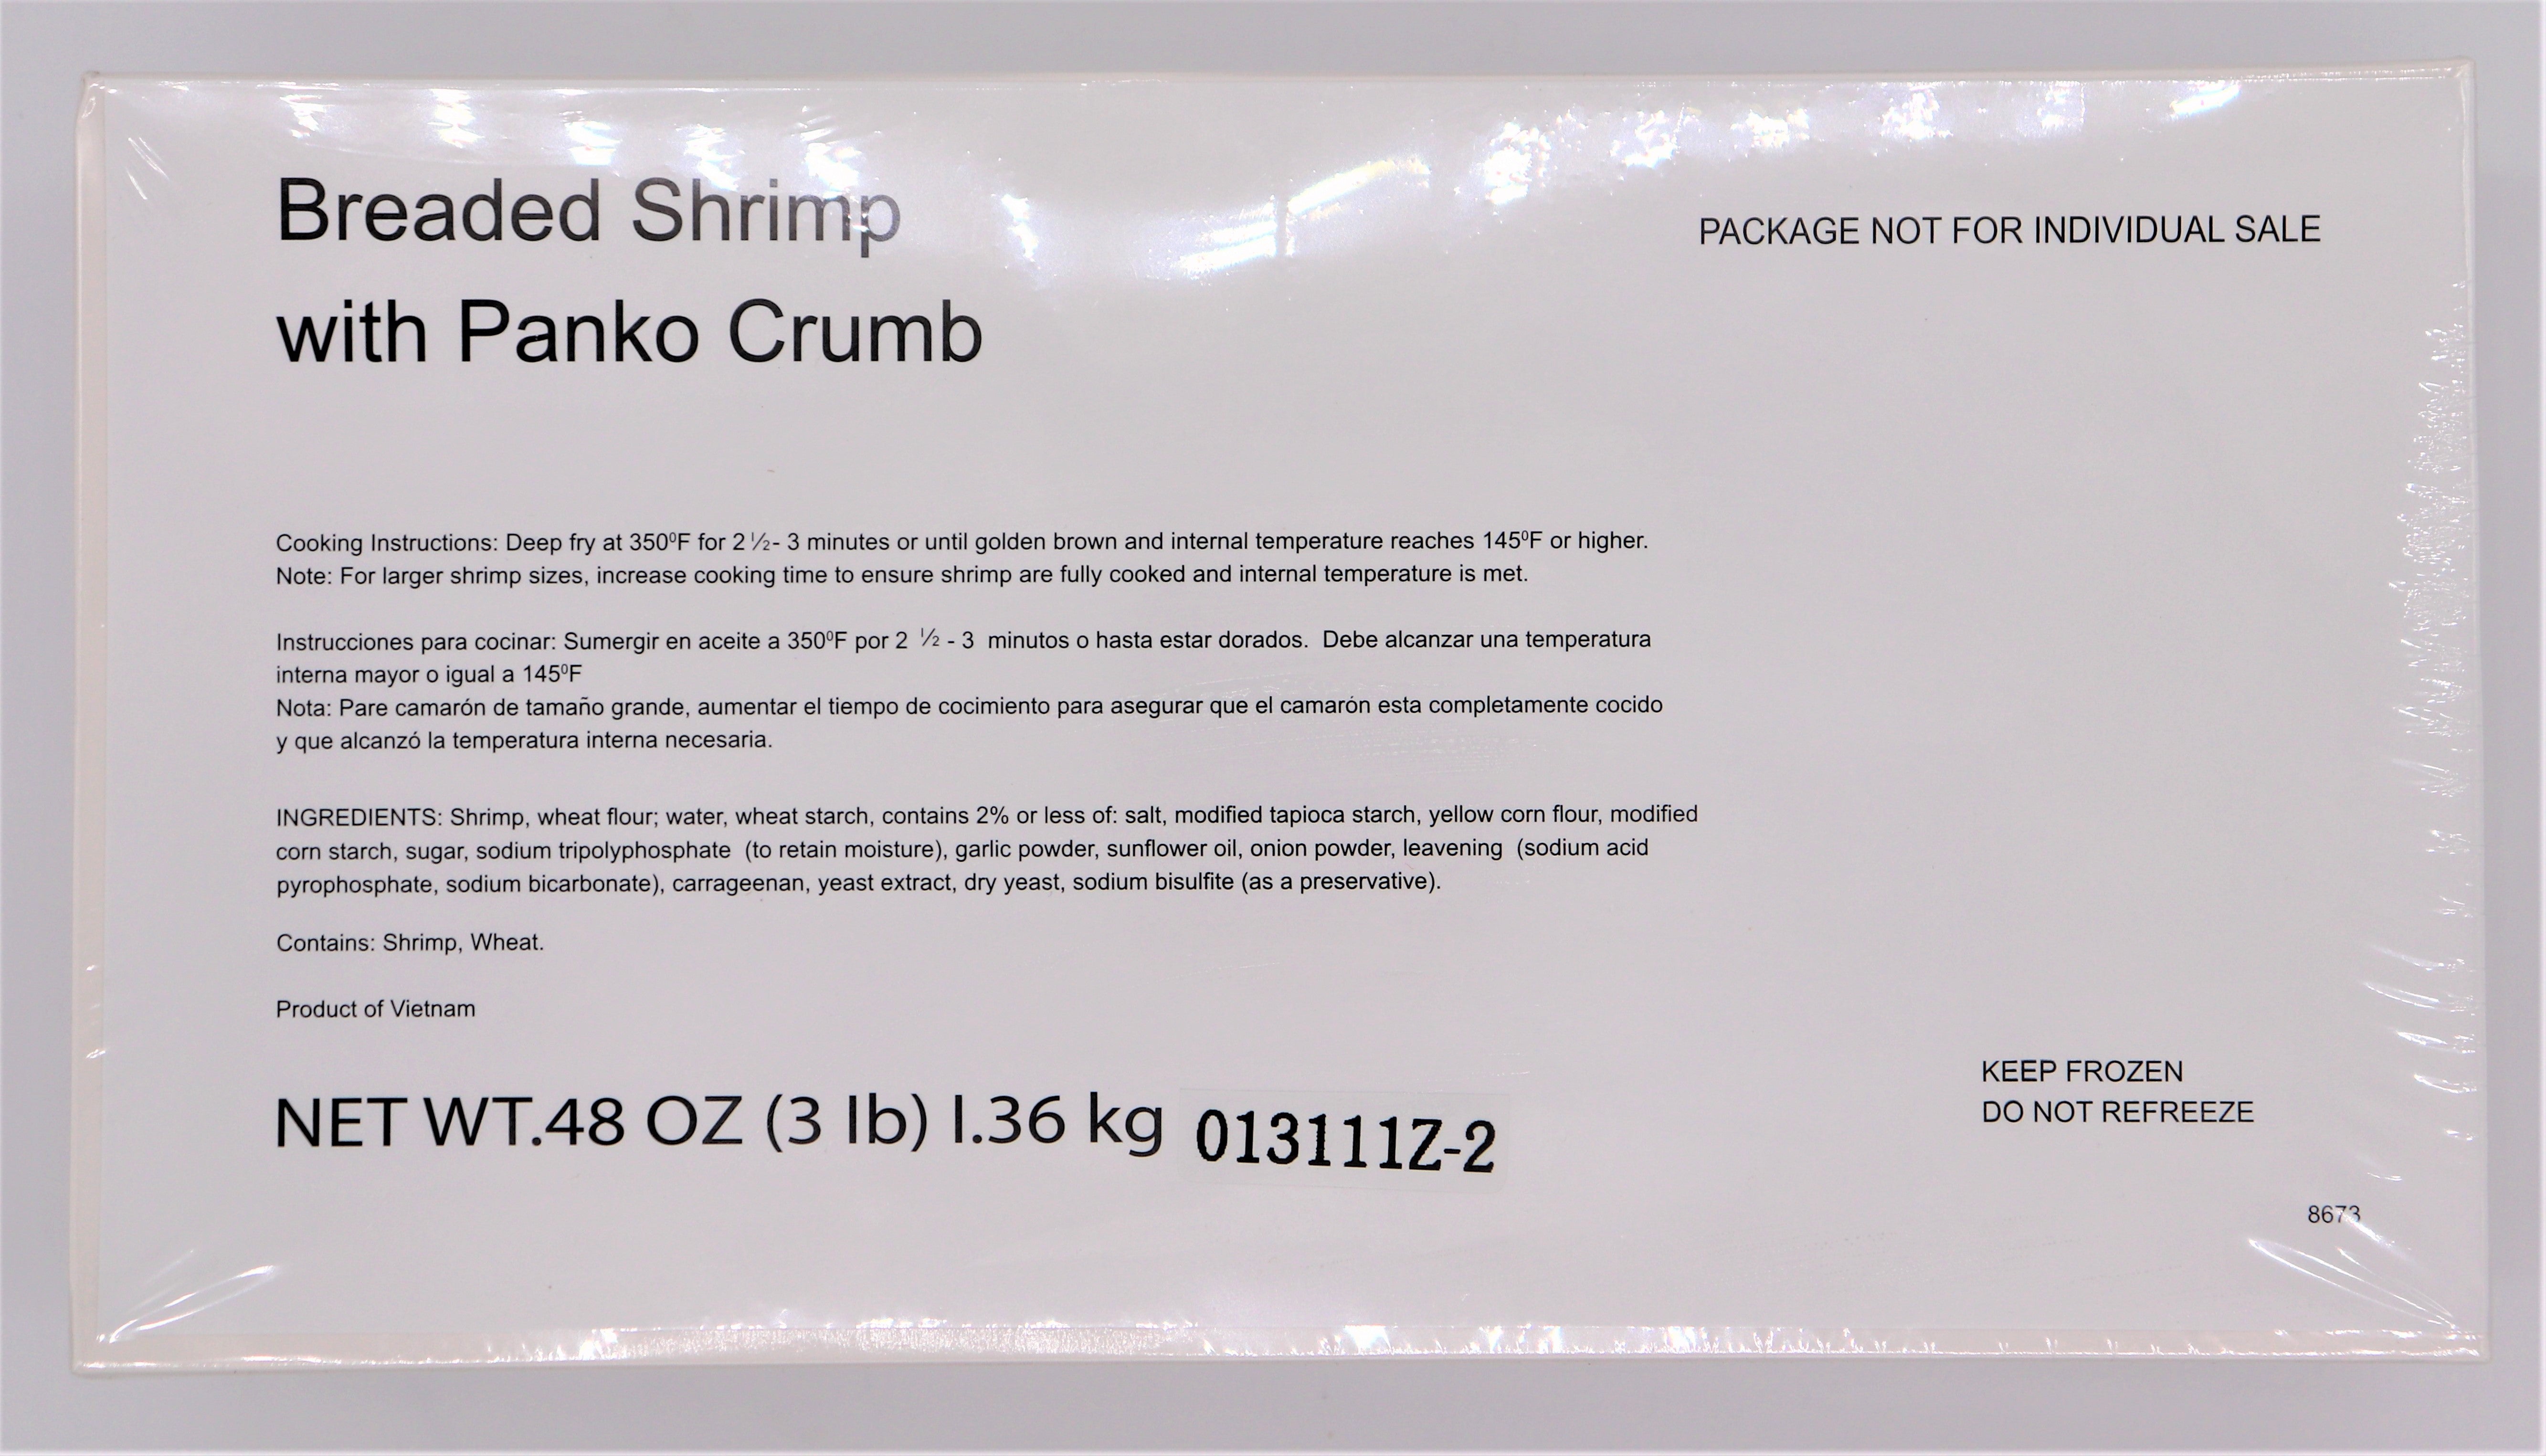 Breaded Shrimp
with Panko Crumb
PACKAGE NOT FOR INDIVIDUAL SALE
Cooking Instructions: Deep fry at 350⁰F for 2 ½- 3 minutes or until golden brown and internal temperature reaches 145⁰F or higher.
Note: For larger shrimp sizes, increase cooking time to ensure shrimp are fully cooked and internal temperature is met.
Instrucciones para cocinar: Sumergir en aceite a 350⁰F por 2 ½ - 3 minutos o hasta estar dorados. Debe alcanzar una temperatura
interna mayor o igual a 145⁰F
Nota: Pare camarón de tamaño grande, aumentar el tiempo de cocimiento para asegurar que el camarón esta completamente cocido
y que alcanzó la temperatura interna necesaria.
INGREDIENTS: Shrimp, wheat flour; water, wheat starch, contains 2% or less of: salt, modified tapioca starch, yellow corn flour, modified
corn starch, sugar, sodium tripolyphosphate (to retain moisture), garlic powder, sunflower oil, onion powder, leavening (sodium acid
pyrophosphate, sodium bicarbonate), carrageenan, yeast extract, dry yeast, sodium bisulfite (as a preservative).
Contains: Shrimp, Wheat.
Product of Vietnam
NET WT.48 OZ (3 lb) I.36 kg 013111Z-2
KEEP FROZEN
DO NOT REFREEZE
8673